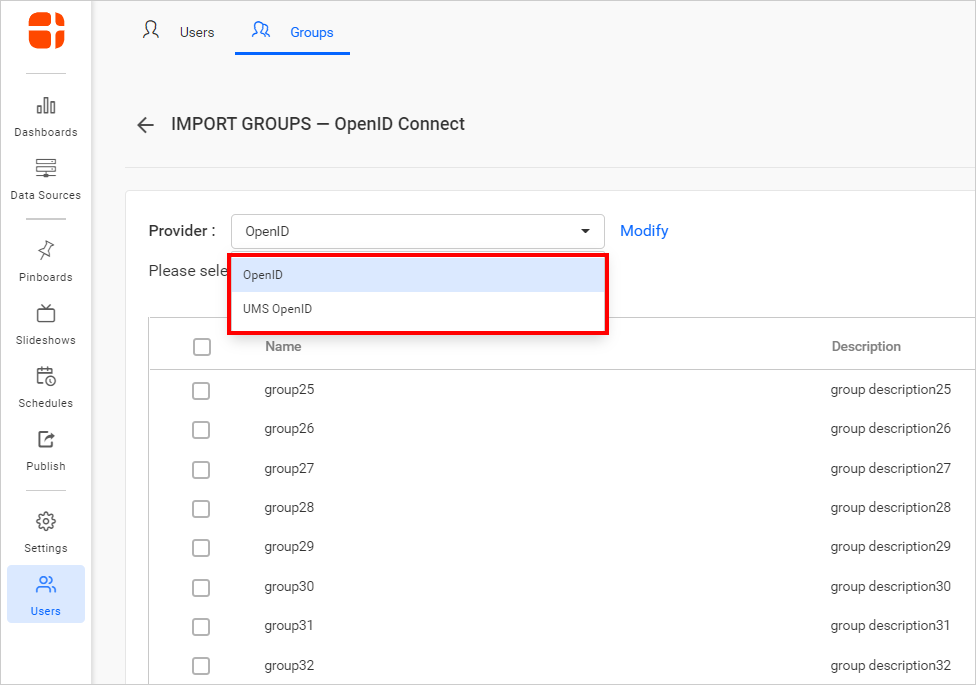 Users
Groups
IMPORT GROUPS — OpenID Connect
Dashboards
Data Sources
Pinboards
Slideshows
Schedules
Publish
Settings
Users
Provider : OpenID Modify
Please
OpenID
UMS OpenID
Name Description
group25 group description25
group26 group description26
group27 group description27
group28 group description28
group29 group description29
group30 group description30
group31 group description31
group32 group description32